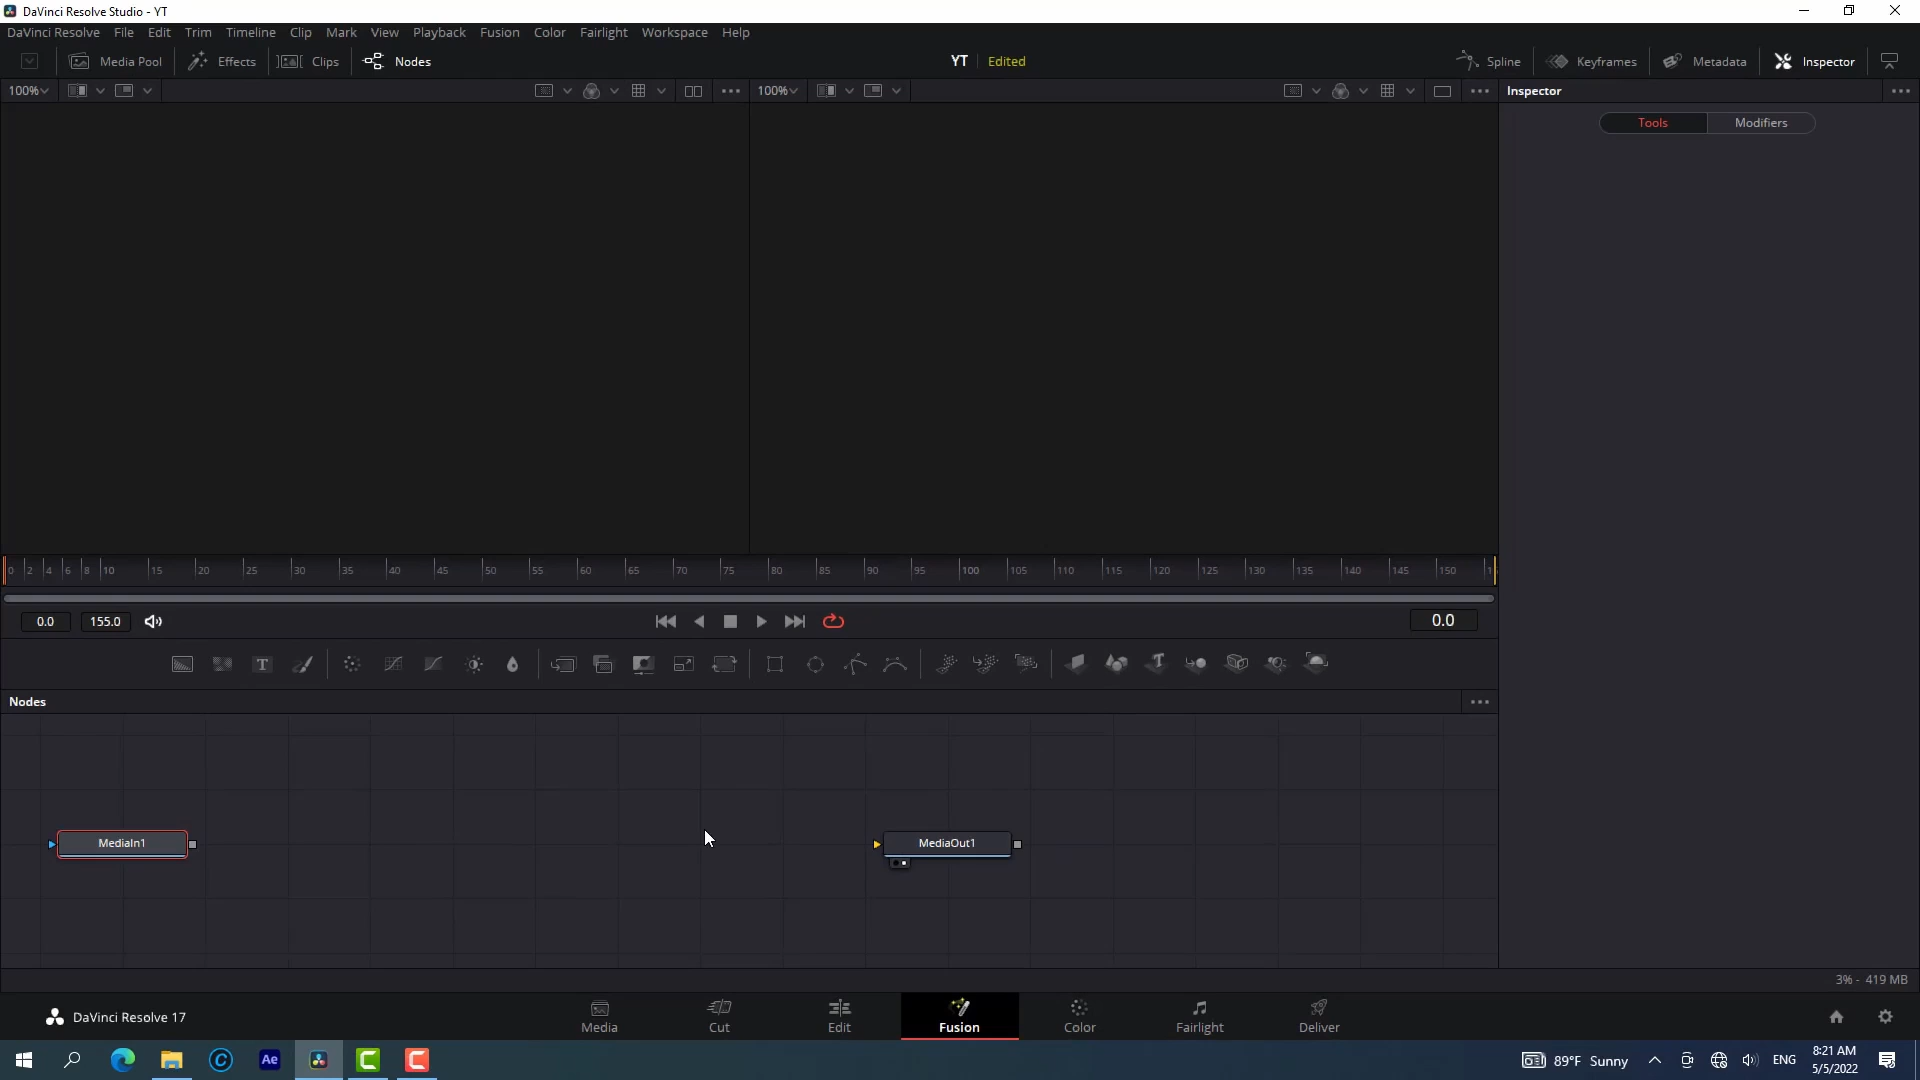 DaVinci Resolve Studio - YT
DaVinci Resolve File Edit Trim Timeline Clip Mark View Playback Fusion Color Fairlight Workspace Help
Media Pool Effects Clips Nodes YT Edited Spline Keyframes Metadata Inspector
100% 100% Inspector
Tools Modifiers
0 2 4 6 8 10 15 20 25 30 35 40 45 50 55 60 65 70 75 80 85 90 95 100 105 110 115 120 125 130 135 140 145 150
0.0 155.0 0.0
T T
Nodes
MediaIn1 MediaOut1
3% - 419 MB
DaVinci Resolve 17 Media Cut Edit Fusion Color Fairlight Deliver
Ae 89°F Sunny ENG 8:21 AM
5/5/2022